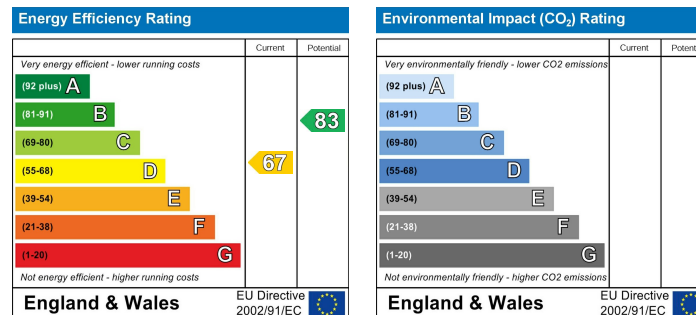 Energy Efficiency Rating
Current Potential
Very energy efficient - lower running costs
(92 plus) A
(81-91) B
83
(69-80) C
67
(55-68) D
(39-54) E
(21-38) F
(1-20) G
Not energy efficient - higher running costs
England & Wales
EU Directive
2002/91/EC
Environmental Impact (CO₂) Rating
Current Potent
Very environmentally friendly - lower CO2 emissions
(92 plus) A
(81-91) B
(69-80) C
(55-68) D
(39-54) E
(21-38) F
(1-20) G
Not environmentally friendly - higher CO2 emissions
England & Wales
EU Directive
2002/91/EC